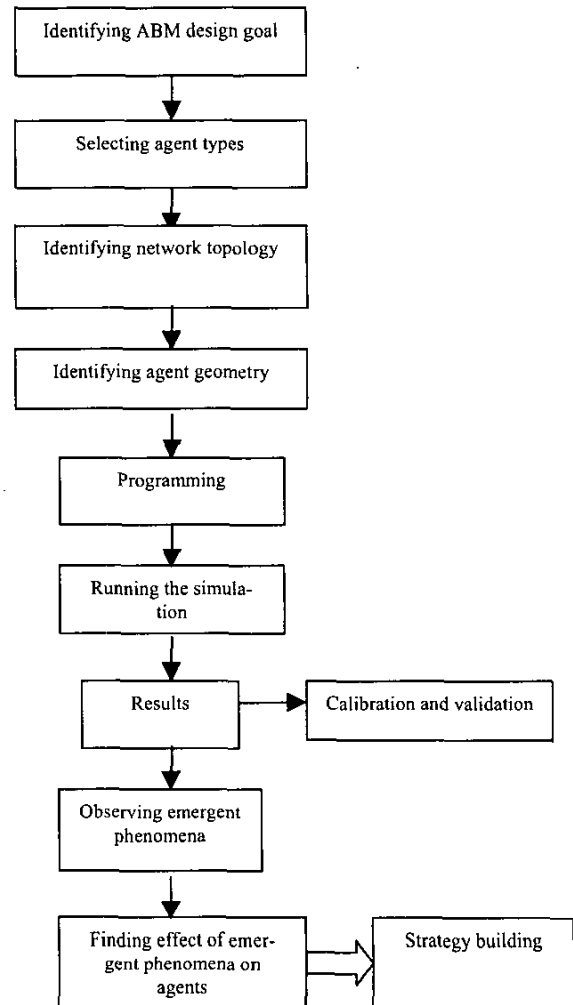 Identifying ABM design goal
Selecting agent types
Identifying network topology
Identifying agent geometry
Programming
Running the simula-
tion
Results
Calibration and validation
Observing emergent
phenomena
Finding effect of emer-
gent phenomena on
agents
Strategy building